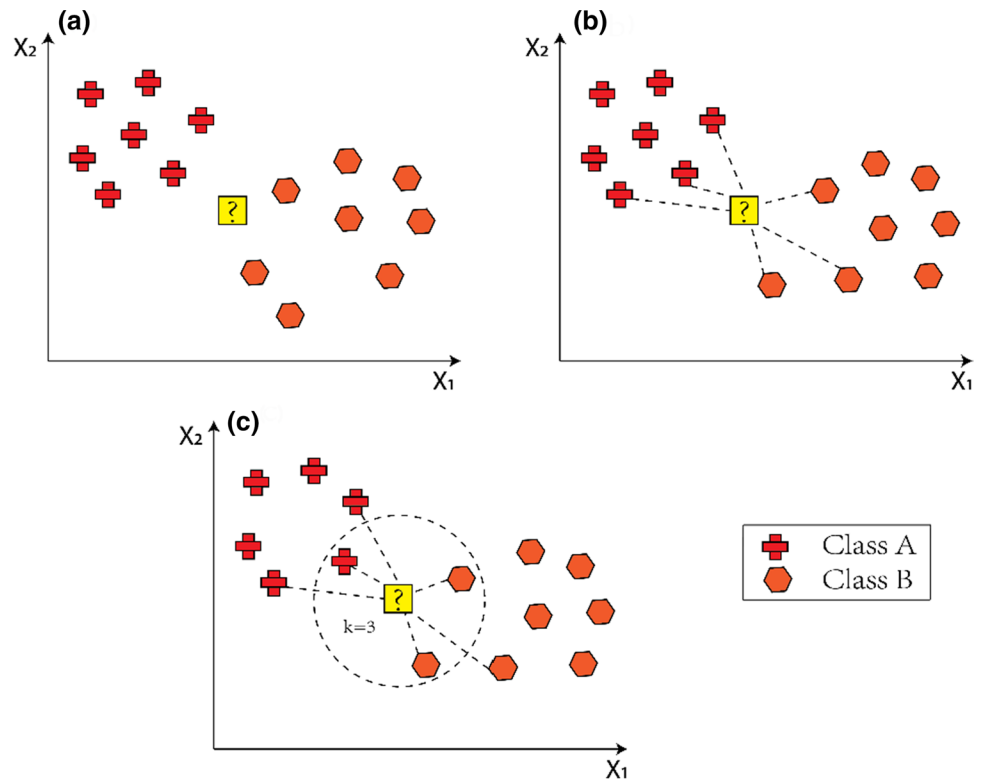 (a)
X₂
?
X₁
(b)
X₂
?
X₁
(c)
X₂
?
k=3
X₁
Class A
Class B